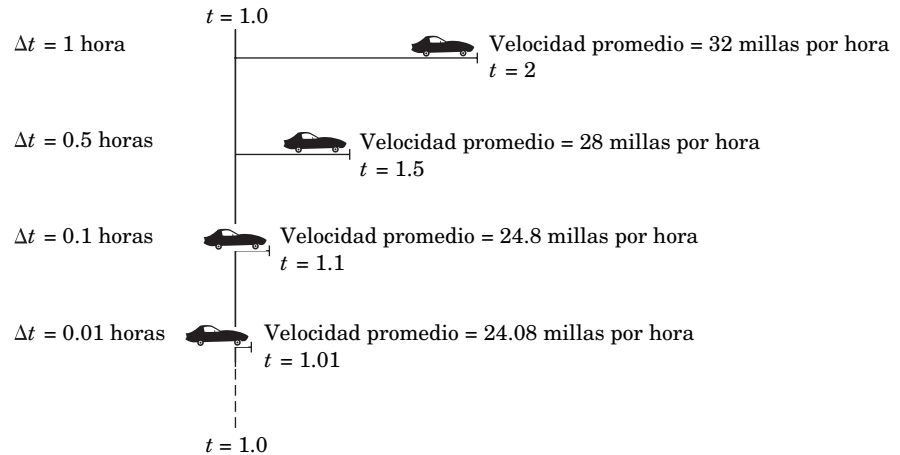 t = 1.0
Δt = 1 hora
Velocidad promedio = 32 millas por hora
t = 2
Δt = 0.5 horas
Velocidad promedio = 28 millas por hora
t = 1.5
Δt = 0.1 horas
Velocidad promedio = 24.8 millas por hora
t = 1.1
Δt = 0.01 horas
Velocidad promedio = 24.08 millas por hora
t = 1.01
t = 1.0